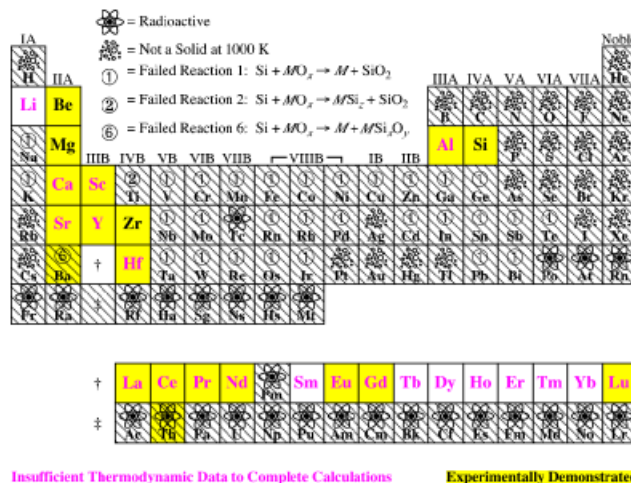 IA
= Radioactive
Noble
= Not a Solid at 1000 K
H
IIA
① = Failed Reaction 1: Si + MOₓ → M + SiO₂
IIIA IVA VA VIA VIIA
He
Li Be
② = Failed Reaction 2: Si + MOₓ → MSi_z + SiO₂
B C N O F Ne
Na Mg
IIIB IVB VB VIB VIIB VIIIB IB IIB
⑥ = Failed Reaction 6: Si + MOₓ → M + MSiₓO_y
Al Si P S Cl Ar
K Ca Sc Ti V Cr Mn Fe Co Ni Cu Zn Ga Ge As Se Br Kr
Rb Sr Y Zr Nb Mo Tc Ru Rh Pd Ag Cd In Sn Sb Te I Xe
Cs Ba † Hf Ta W Re Os Ir Pt Au Hg Tl Pb Bi Po At Rn
Fr Ra ‡ Rf Ha Sg Ns Hs Mt
† La Ce Pr Nd Pm Sm Eu Gd Tb Dy Ho Er Tm Yb Lu
‡ Ac Th Pa U Np Pu Am Cm Bk Cf Es Fm Md No Lr
Insufficient Thermodynamic Data to Complete Calculations Experimentally Demonstrate